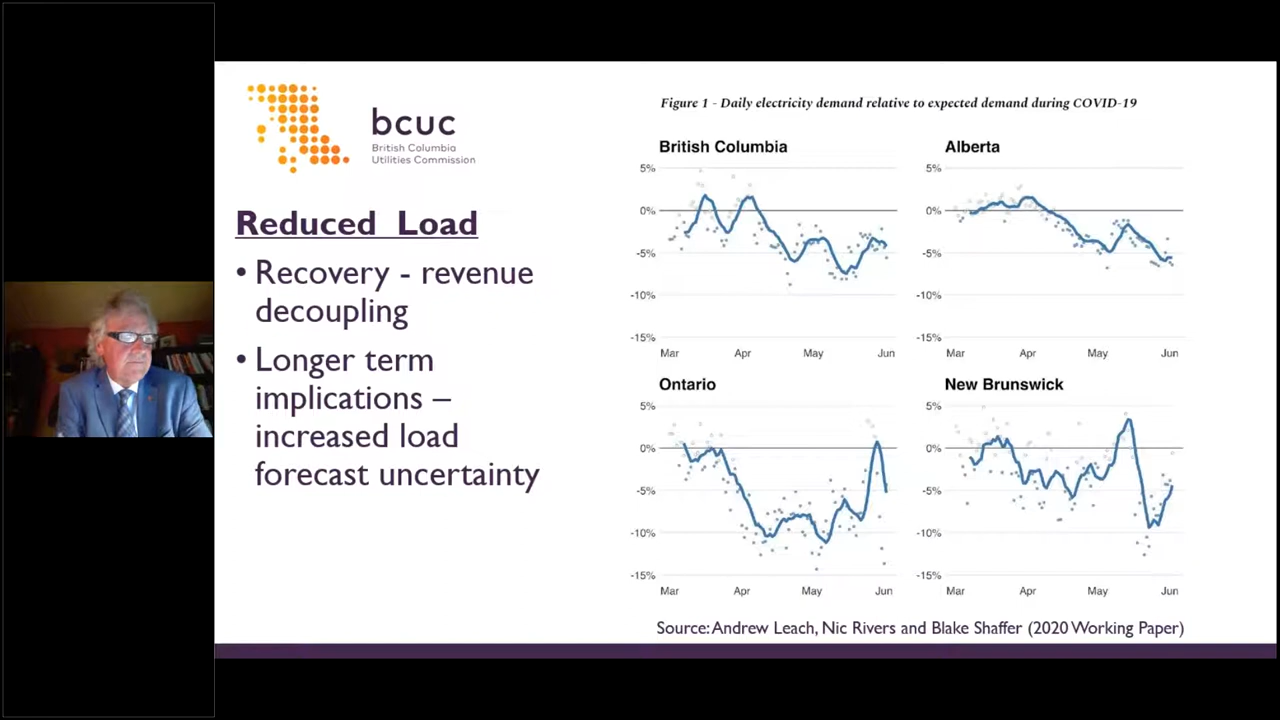 bcuc
British Columbia
Utilities Commission
Reduced Load
• Recovery - revenue
decoupling
• Longer term
implications –
increased load
forecast uncertainty
Figure 1 - Daily electricity demand relative to expected demand during COVID-19
British Columbia
5%
0%
-5%
-10%
-15%
Mar Apr May Jun
Alberta
5%
0%
-5%
-10%
-15%
Mar Apr May Jun
Ontario
5%
0%
-5%
-10%
-15%
Mar Apr May Jun
New Brunswick
5%
0%
-5%
-10%
-15%
Mar Apr May Jun
Source: Andrew Leach, Nic Rivers and Blake Shaffer (2020 Working Paper)